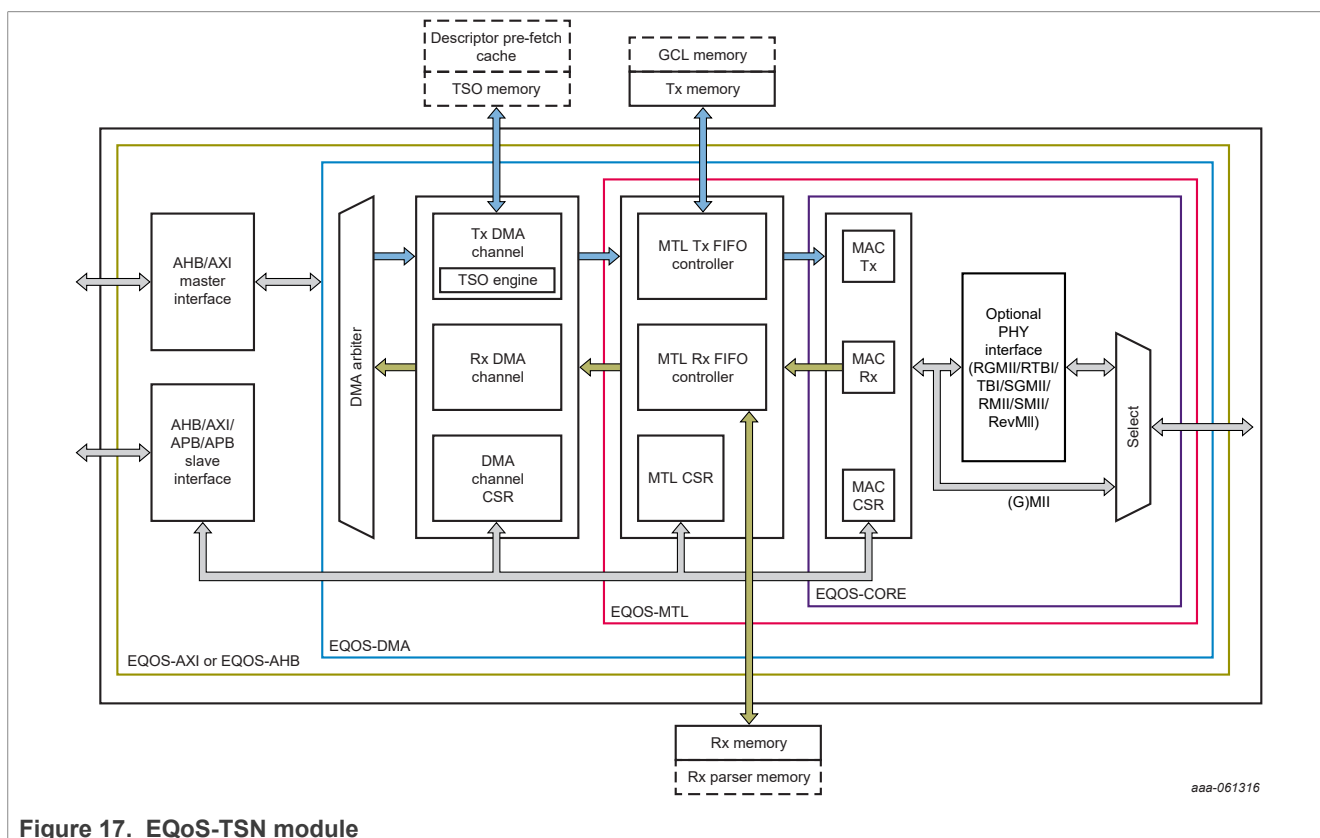 Descriptor pre-fetch
cache
TSO memory
GCL memory
Tx memory
AHB/AXI
master
interface
AHB/AXI/
APB/APB
slave
interface
DMA arbiter
Tx DMA
channel
TSO engine
Rx DMA
channel
DMA
channel
CSR
MTL Tx FIFO
controller
MTL Rx FIFO
controller
MTL CSR
MAC
Tx
MAC
Rx
MAC
CSR
Optional
PHY
interface
(RGMII/RTBI/
TBI/SGMII/
RMII/SMII/
RevMII)
(G)MII
Select
EQOS-CORE
EQOS-MTL
EQOS-DMA
EQOS-AXI or EQOS-AHB
Rx memory
Rx parser memory
aaa-061316
Figure 17. EQoS-TSN module